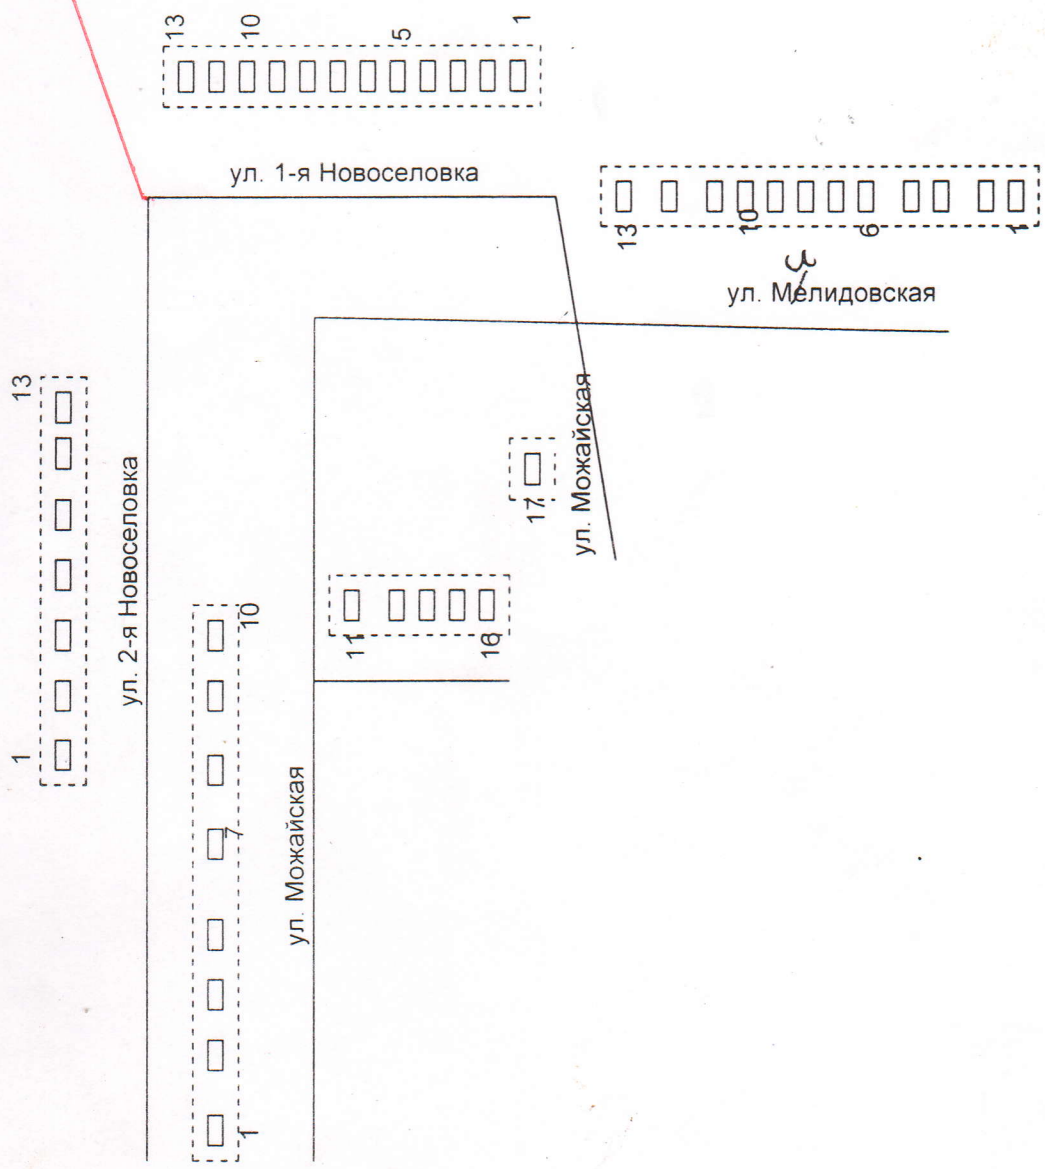 13 10 5 1
ул. 1-я Новоселовка
13 10 6 1
з
ул. Мелидовская
13
1
ул. 2-я Новоселовка
10
7
1
ул. Можайская
11 16
17
ул. Можайская